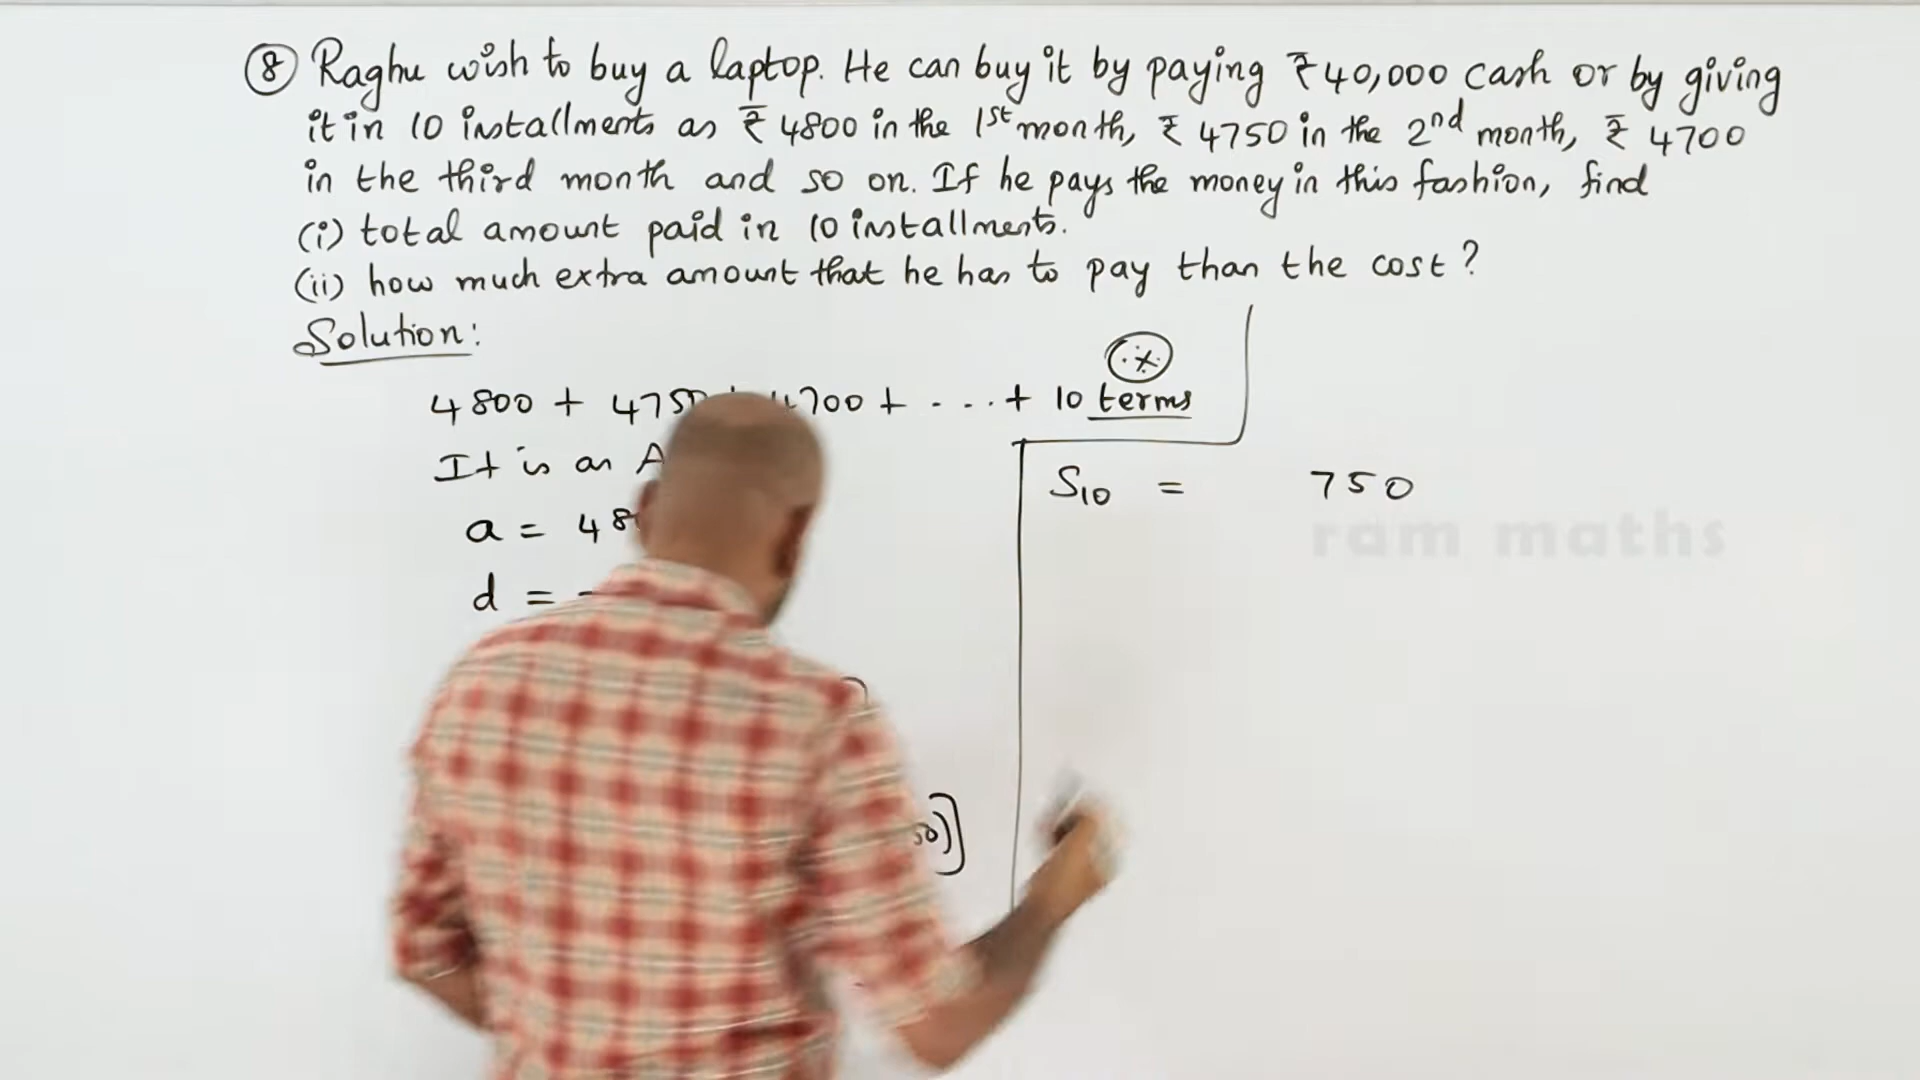 8 Raghu wish to buy a laptop. He can buy it by paying ₹40,000 cash or by giving
it in 10 installments as ₹ 4800 in the 1st month, ₹ 4750 in the 2nd month, ₹ 4700
in the third month and so on. If he pays the money in this fashion, find
(i) total amount paid in 10 installments.
(ii) how much extra amount that he has to pay than the cost?
Solution:
4800 + 475 4700 + ... + 10 terms
It is an A
a = 48
d = -
S10 = 750
ram maths
50)]